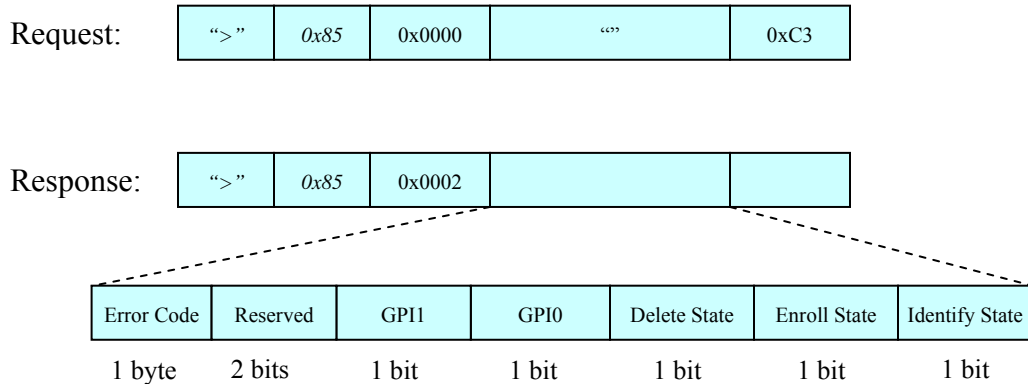 Request: “>” 0x85 0x0000 “” 0xC3
Response: “>” 0x85 0x0002
Error Code Reserved GPI1 GPI0 Delete State Enroll State Identify State
1 byte 2 bits 1 bit 1 bit 1 bit 1 bit 1 bit